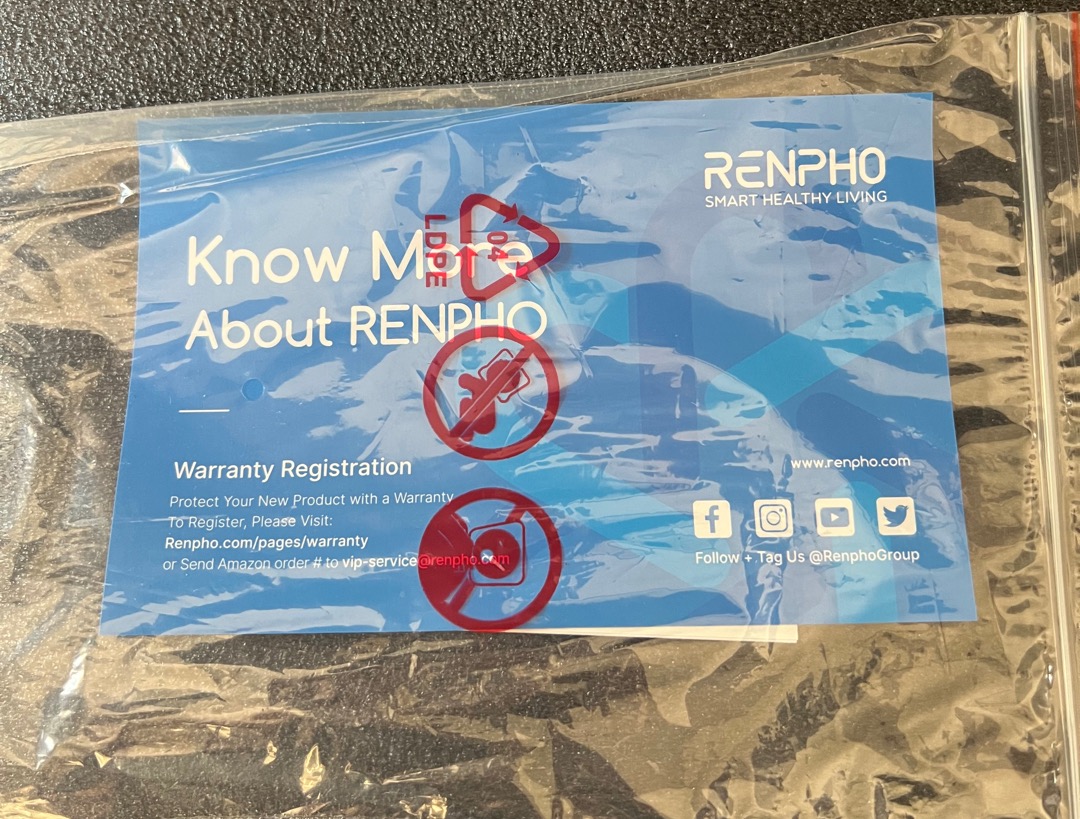 RENPHO
SMART HEALTHY LIVING
Know More
About RENPHO
04
LDPE
Warranty Registration
Protect Your New Product with a Warranty
To Register, Please Visit:
Renpho.com/pages/warranty
or Send Amazon order # to vip-service@renpho.com
www.renpho.com
Follow + Tag Us @RenphoGroup